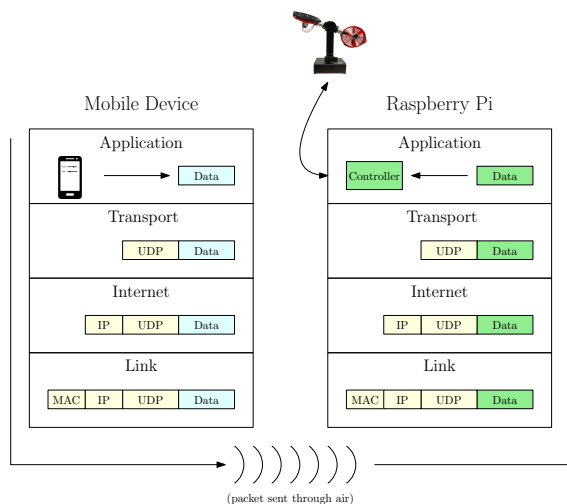 Mobile Device
Application
Data
Transport
UDP Data
Internet
IP UDP Data
Link
MAC IP UDP Data
Raspberry Pi
Application
Controller Data
Transport
UDP Data
Internet
IP UDP Data
Link
MAC IP UDP Data
(packet sent through air)